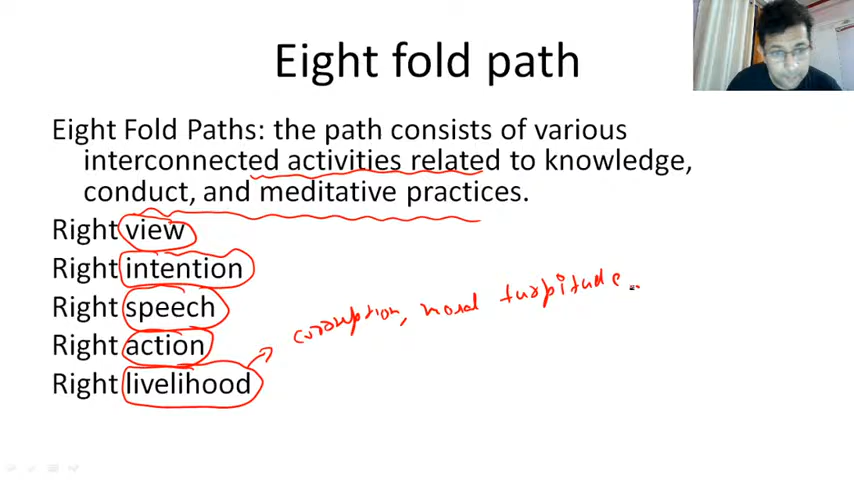 Eight fold path
Eight Fold Paths: the path consists of various
interconnected activities related to knowledge,
conduct, and meditative practices.
Right view
Right intention
Right speech
Right action
Right livelihood
corruption, moral turpitude..